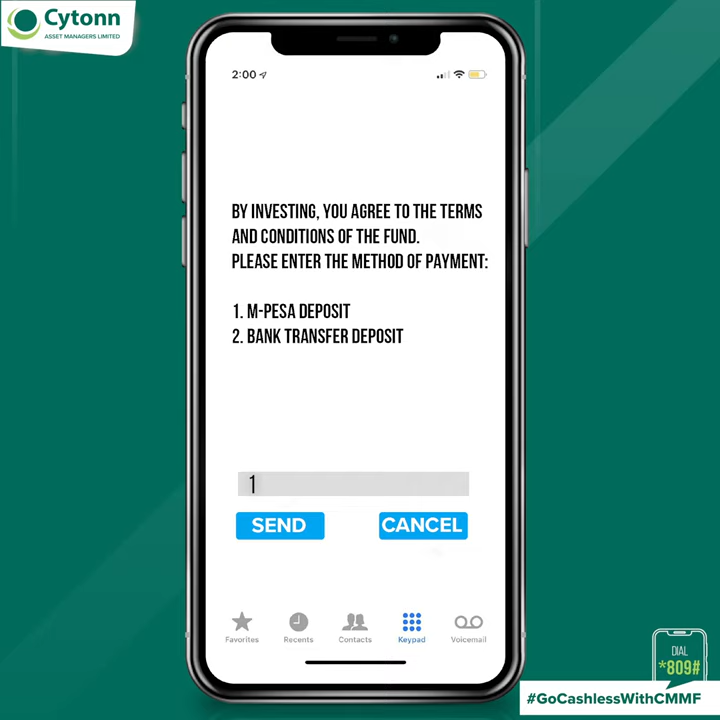 Cytonn
ASSET MANAGERS LIMITED
2:00
BY INVESTING, YOU AGREE TO THE TERMS
AND CONDITIONS OF THE FUND.
PLEASE ENTER THE METHOD OF PAYMENT:
1. M-PESA DEPOSIT
2. BANK TRANSFER DEPOSIT
1
SEND
CANCEL
Favorites
Recents
Contacts
Keypad
Voicemail
DIAL
*809#
#GoCashlessWithCMMF